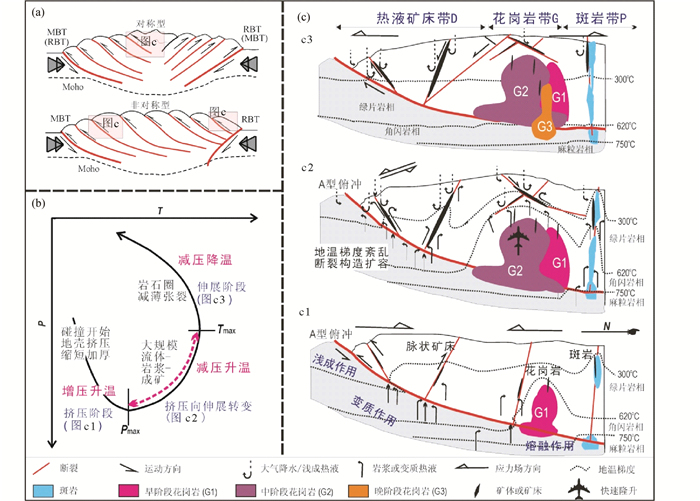 (a)
对称型
MBT
(RBT)
图c
RBT
(MBT)
Moho
非对称型
MBT
图c
图c
RBT
Moho
(b)
T
P
减压降温
岩石圈
减薄张裂
伸展阶段
(图c3)
Tmax
碰撞开始
地壳挤压
缩短加厚
大规模
流体-
岩浆-
成矿
减压升温
增压升温
挤压阶段
(图c1)
Pmax
挤压向伸展转变
(图c2)
(c)
热液矿床带D
花岗岩带G
斑岩带P
c3
G2
G1
G3
300℃
绿片岩相
620℃
角闪岩相
750℃
麻粒岩相
c2
A型俯冲
地温梯度紊乱
断裂构造扩容
G2
G1
300℃
绿片岩相
620℃
角闪岩相
750℃
麻粒岩相
c1
N
A型俯冲
脉状矿床
斑岩
浅成作用
花岗岩
300℃
绿片岩相
变质作用
G1
620℃
角闪岩相
熔融作用
750℃
麻粒岩相
断裂
运动方向
大气降水/浅成热液
岩浆或变质热液
应力场方向
地温梯度
斑岩
早阶段花岗岩(G1)
中阶段花岗岩(G2)
晚阶段花岗岩(G3)
矿体或矿床
快速隆升